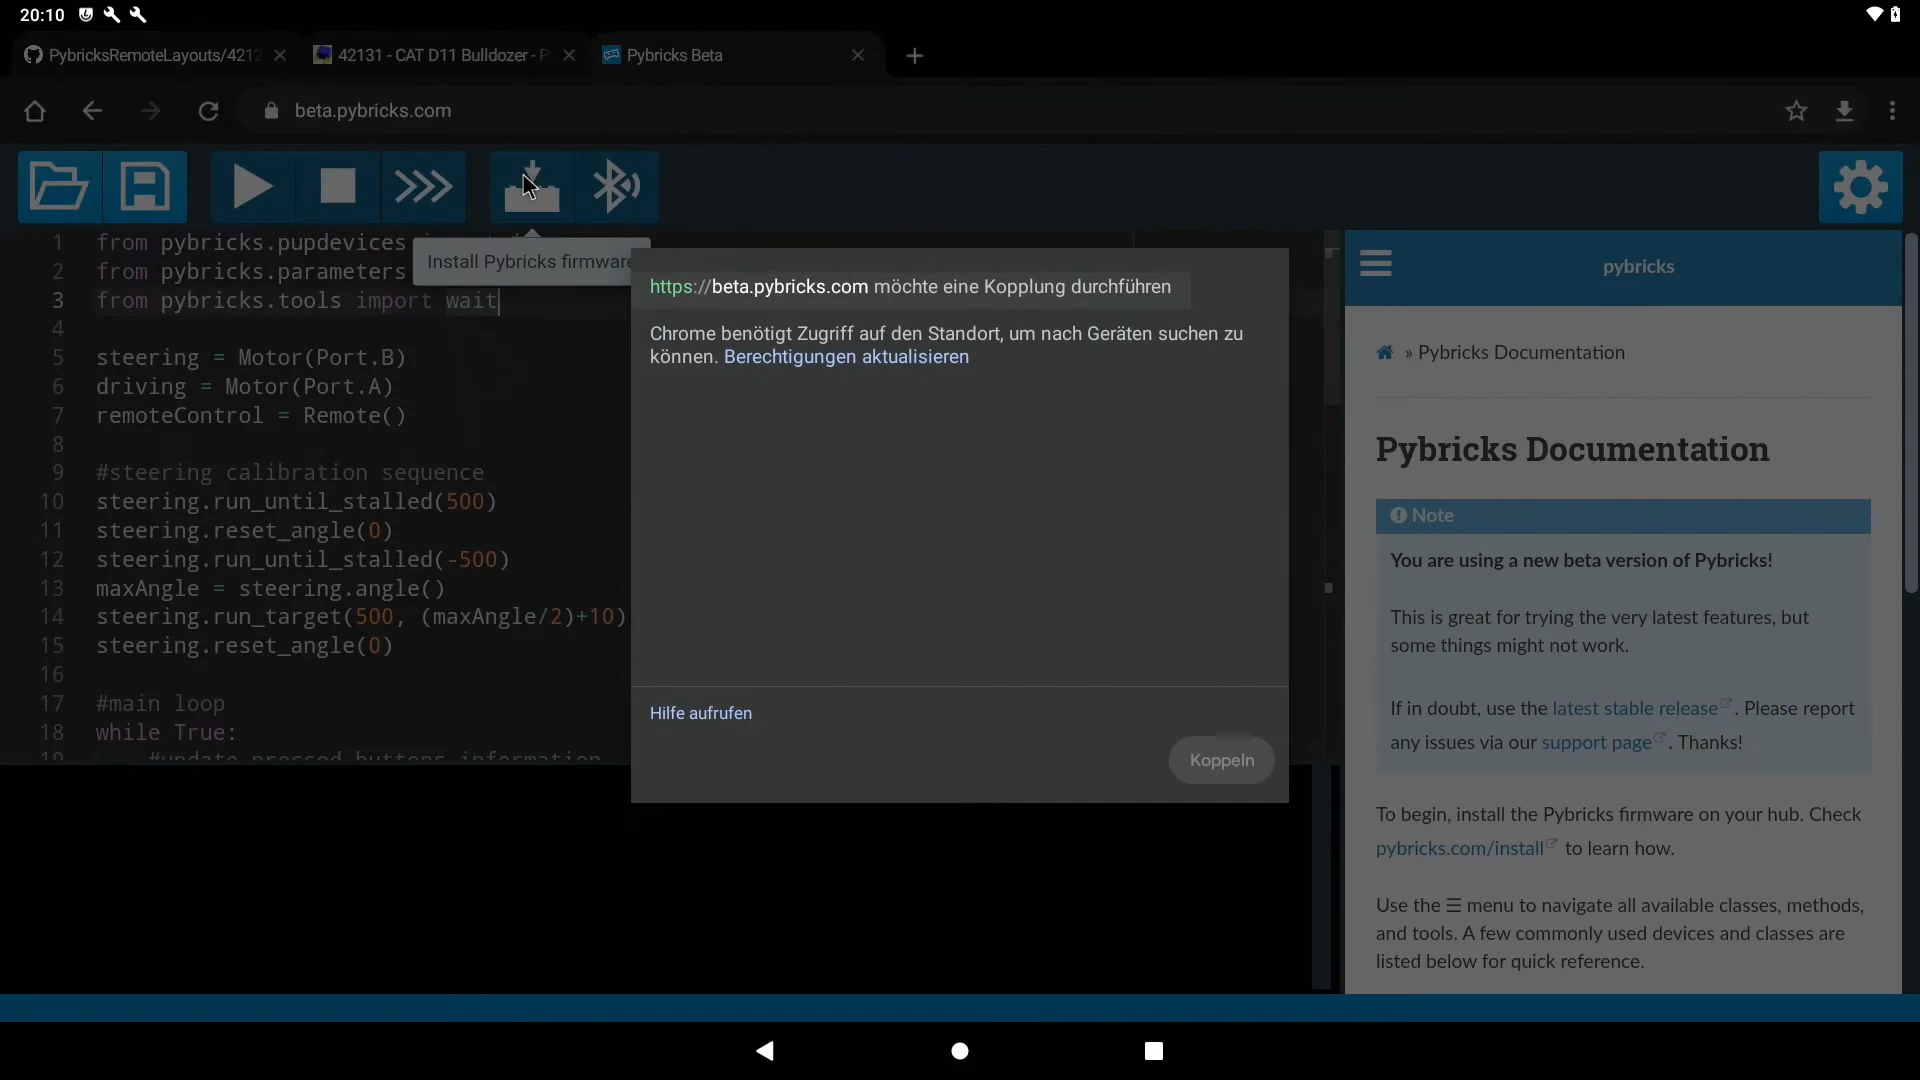 20:10
PybricksRemoteLayouts/4213
42131 - CAT D11 Bulldozer - P
Pybricks Beta
beta.pybricks.com
1 from pybricks.pupdevices
2 from pybricks.parameters
3 from pybricks.tools import wait
4
5 steering = Motor(Port.B)
6 driving = Motor(Port.A)
7 remoteControl = Remote()
8
9 #steering calibration sequence
10 steering.run_until_stalled(500)
11 steering.reset_angle(0)
12 steering.run_until_stalled(-500)
13 maxAngle = steering.angle()
14 steering.run_target(500, (maxAngle/2)+10)
15 steering.reset_angle(0)
16
17 #main loop
18 while True:
19 #update pressed buttons information
Install Pybricks firmware
https://beta.pybricks.com möchte eine Kopplung durchführen
Chrome benötigt Zugriff auf den Standort, um nach Geräten suchen zu
können. Berechtigungen aktualisieren
Hilfe aufrufen
Koppeln
pybricks
» Pybricks Documentation
Pybricks Documentation
Note
You are using a new beta version of Pybricks!
This is great for trying the very latest features, but
some things might not work.
If in doubt, use the latest stable release. Please report
any issues via our support page. Thanks!
To begin, install the Pybricks firmware on your hub. Check
pybricks.com/install to learn how.
Use the ☰ menu to navigate all available classes, methods,
and tools. A few commonly used devices and classes are
listed below for quick reference.